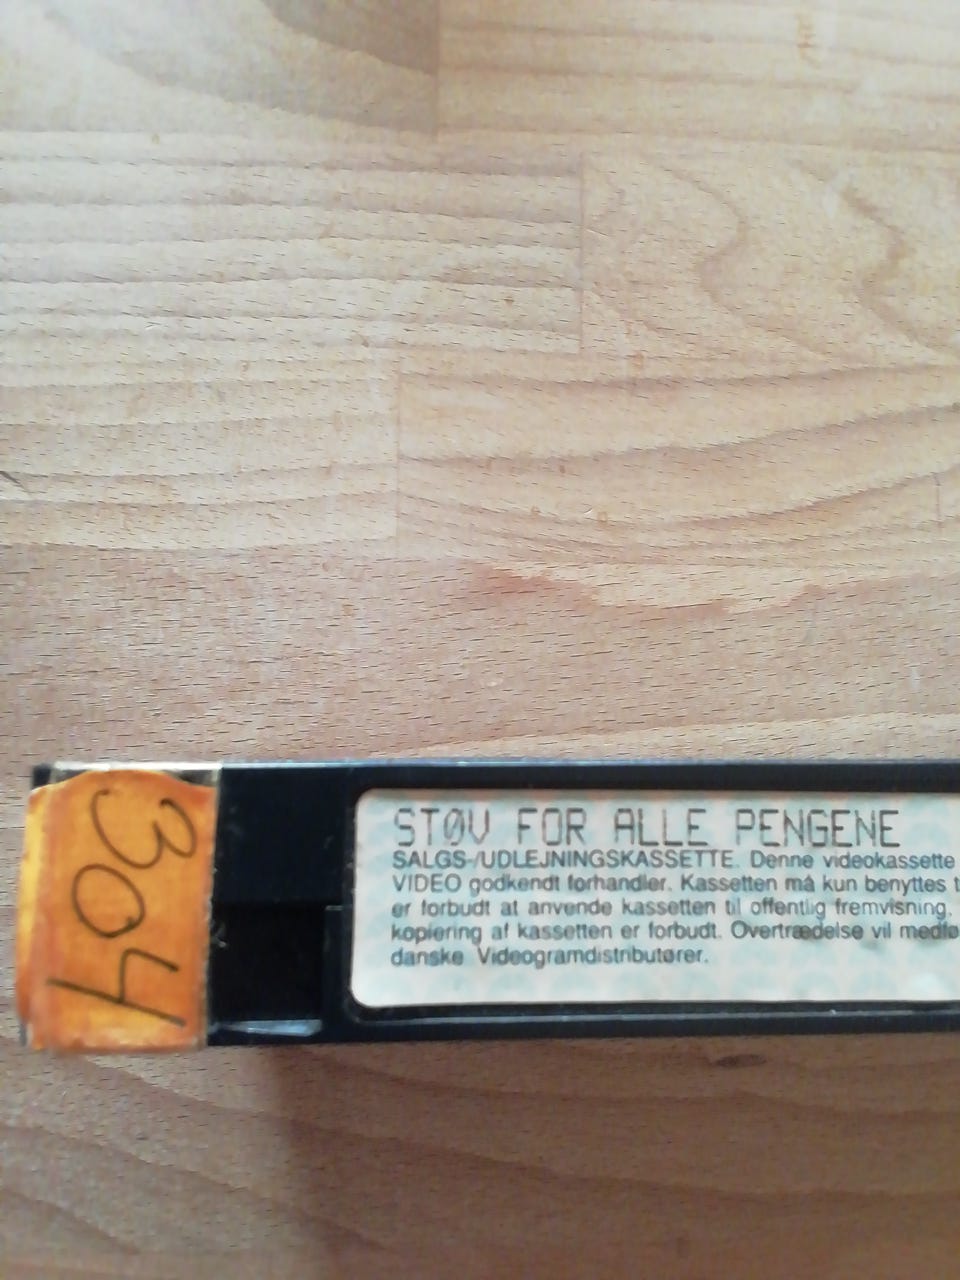 304
STØV FOR ALLE PENGENE
SALGS-/UDLEJNINGSKASSETTE. Denne videokassette
VIDEO godkendt forhandler. Kassetten må kun benyttes t
er forbudt at anvende kassetten til offentlig fremvisning.
kopiering af kassetten er forbudt. Overtrædelse vil medfø
danske Videogramdistributører.